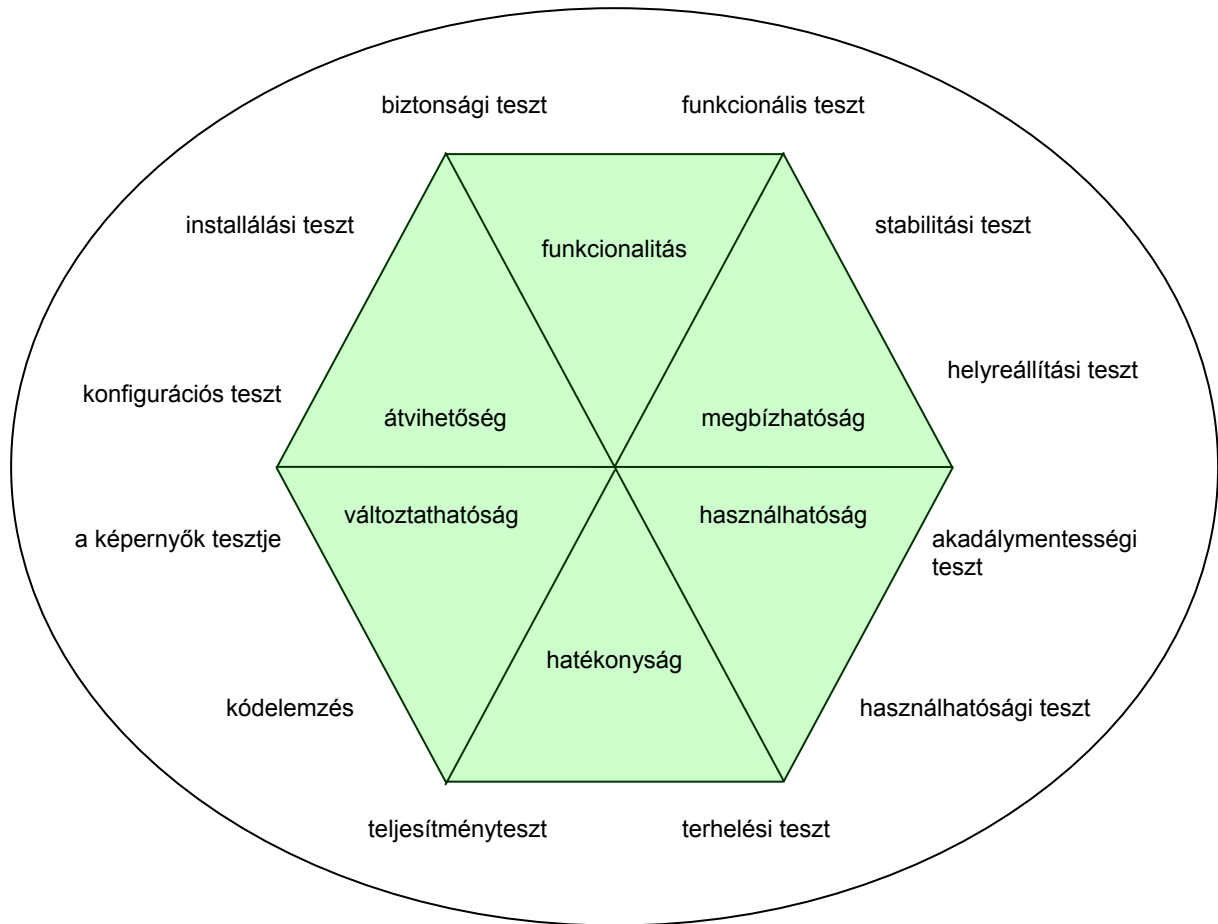 biztonsági teszt
funkcionális teszt
installálási teszt
stabilitási teszt
funkcionalitás
helyreállítási teszt
konfigurációs teszt
átvihetőség
megbízhatóság
változtathatóság
használhatóság
a képernyők tesztje
akadálymentességi
teszt
hatékonyság
kódelemzés
használhatósági teszt
teljesítményteszt
terhelési teszt